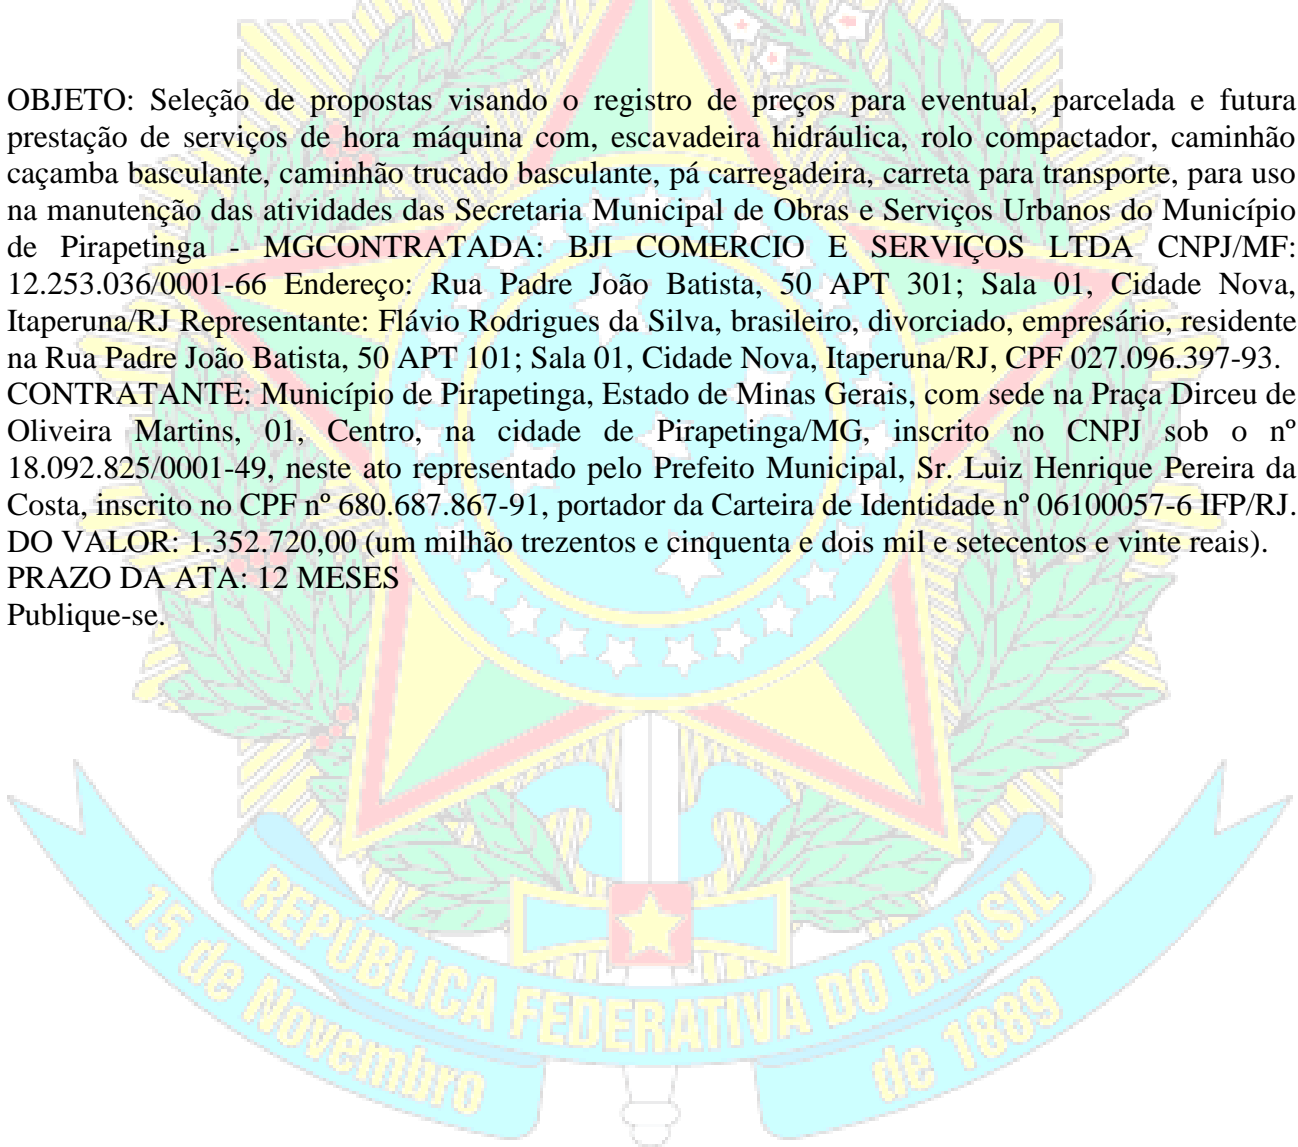 OBJETO: Seleção de propostas visando o registro de preços para eventual, parcelada e futura
prestação de serviços de hora máquina com, escavadeira hidráulica, rolo compactador, caminhão
caçamba basculante, caminhão trucado basculante, pá carregadeira, carreta para transporte, para uso
na manutenção das atividades das Secretaria Municipal de Obras e Serviços Urbanos do Município
de Pirapetinga - MGCONTRATADA: BJI COMERCIO E SERVIÇOS LTDA CNPJ/MF:
12.253.036/0001-66 Endereço: Rua Padre João Batista, 50 APT 301; Sala 01, Cidade Nova,
Itaperuna/RJ Representante: Flávio Rodrigues da Silva, brasileiro, divorciado, empresário, residente
na Rua Padre João Batista, 50 APT 101; Sala 01, Cidade Nova, Itaperuna/RJ, CPF 027.096.397-93.
CONTRATANTE: Município de Pirapetinga, Estado de Minas Gerais, com sede na Praça Dirceu de
Oliveira Martins, 01, Centro, na cidade de Pirapetinga/MG, inscrito no CNPJ sob o nº
18.092.825/0001-49, neste ato representado pelo Prefeito Municipal, Sr. Luiz Henrique Pereira da
Costa, inscrito no CPF nº 680.687.867-91, portador da Carteira de Identidade nº 06100057-6 IFP/RJ.
DO VALOR: 1.352.720,00 (um milhão trezentos e cinquenta e dois mil e setecentos e vinte reais).
PRAZO DA ATA: 12 MESES
Publique-se.
REPÚBLICA FEDERATIVA DO BRASIL
15 de Novembro de 1889